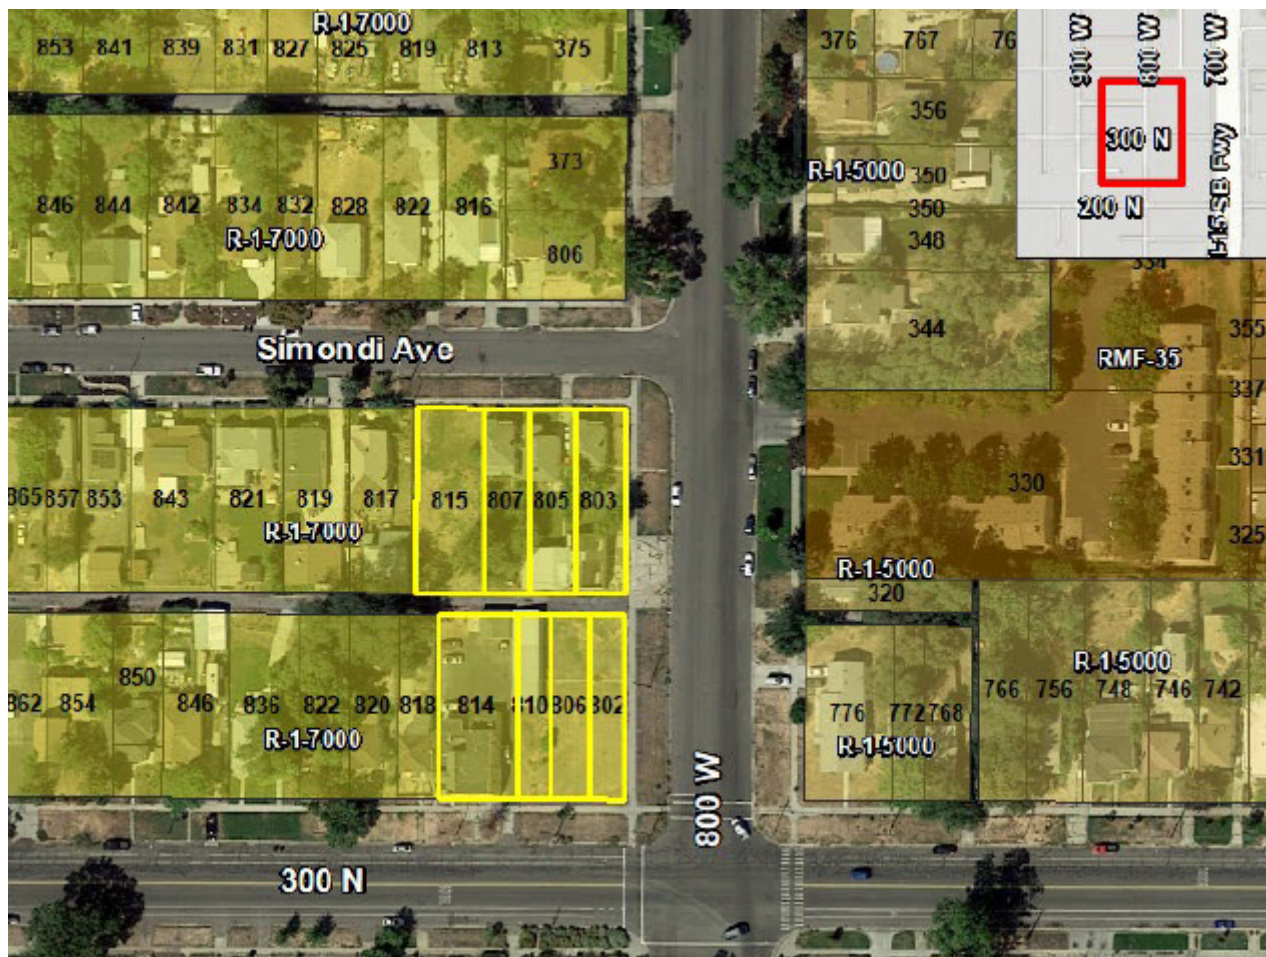 R-1-7000
853 841 839 831 827 825 819 813 375
376 767
900 W 800 W 700 W
300 N
200 N
I-15 SB Fwy
356
R-1-5000 350
350
348
344
373
846 844 842 834 832 828 822 816
R-1-7000
806
334
355
RMF-35
337
331
330
325
Simondi Ave
865 857 853 843 821 819 817 815 807 805 803
R-1-7000
R-1-5000
320
862 854 850 846 836 822 820 818 814 810 806 802
R-1-7000
R-1-5000
766 756 748 746 742
776 772 768
R-1-5000
800 W
300 N